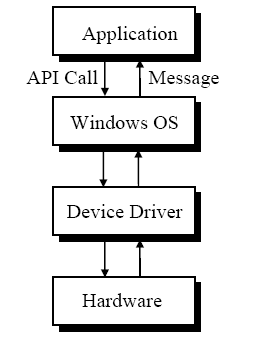 Application
API Call Message
Windows OS
Device Driver
Hardware